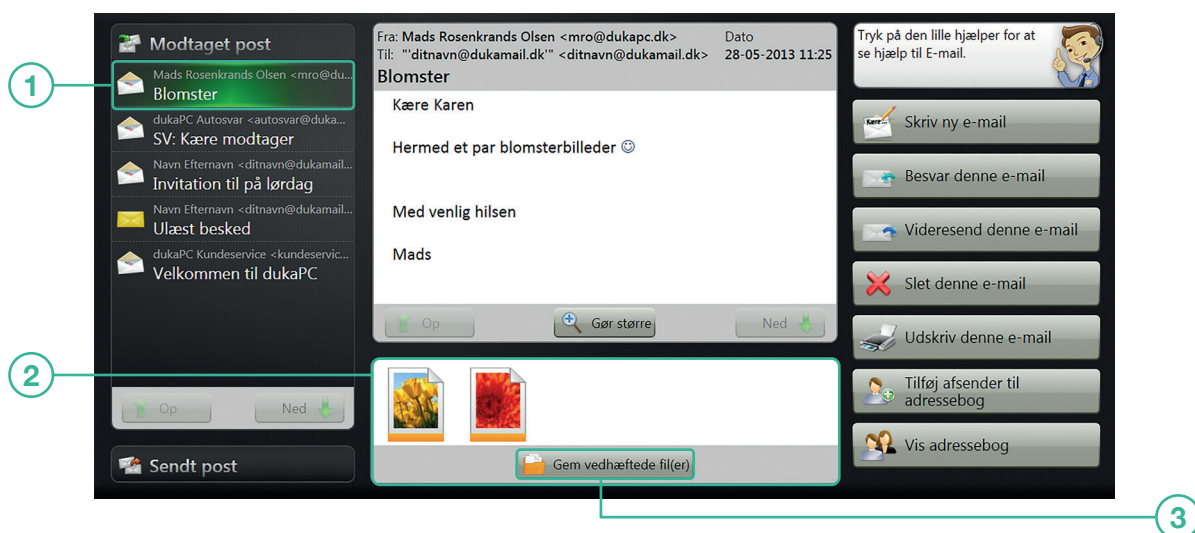 Modtaget post
Mads Rosenkrands Olsen <mro@du...
Blomster
dukaPC Autosvar <autosvar@duka...
SV: Kære modtager
Navn Efternavn <ditnavn@dukamail...
Invitation til på lørdag
Navn Efternavn <ditnavn@dukamail...
Ulæst besked
dukaPC Kundeservice <kundeservic...
Velkommen til dukaPC
Op
Ned
Sendt post
Fra: Mads Rosenkrands Olsen <mro@dukapc.dk>
Dato
Til: "'ditnavn@dukamail.dk'" <ditnavn@dukamail.dk>
28-05-2013 11:25
Blomster
Kære Karen
Hermed et par blomsterbilleder ☺
Med venlig hilsen
Mads
Op
Gør større
Ned
Gem vedhæftede fil(er)
Tryk på den lille hjælper for at
se hjælp til E-mail.
Kære...
Skriv ny e-mail
Besvar denne e-mail
Videresend denne e-mail
Slet denne e-mail
Udskriv denne e-mail
Tilføj afsender til
adressebog
Vis adressebog
1
2
3